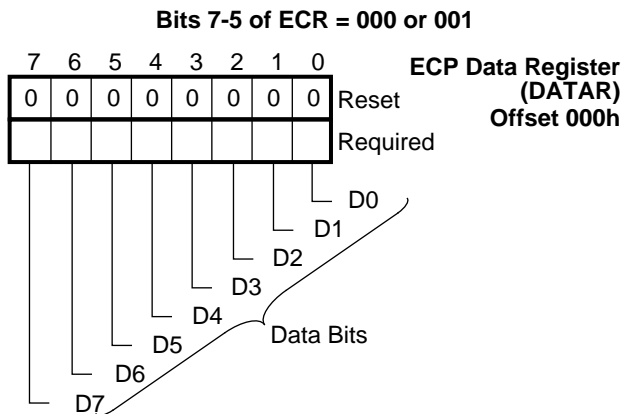 Bits 7-5 of ECR = 000 or 001
7 6 5 4 3 2 1 0
ECP Data Register
(DATAR)
Offset 000h
0 0 0 0 0 0 0 0 Reset
Required
D0
D1
D2
D3
D4
D5
D6
D7
Data Bits